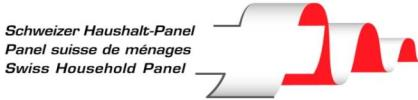 Schweizer Haushalt-Panel
Panel suisse de ménages
Swiss Household Panel